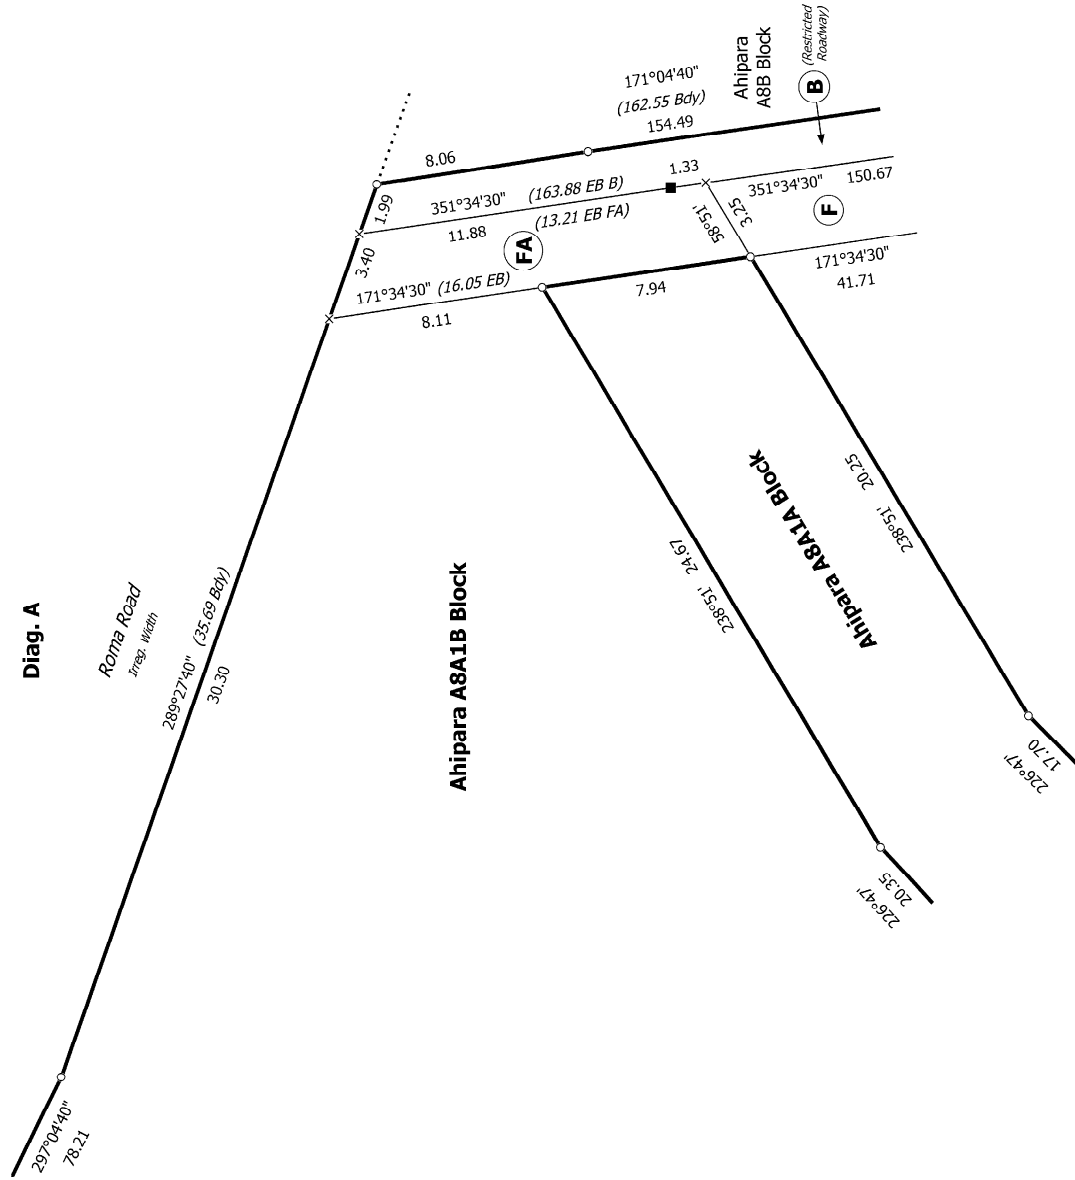 Diag. A
Roma Road
Irreg. Width
297°04'40"
78.21
289°27'40" (35.69 Bdy)
30.30
3.40
1.99
8.06
171°04'40"
(162.55 Bdy)
154.49
Ahipara
A8B Block
B
(Restricted
Roadway)
351°34'30" (163.88 EB B)
11.88
(13.21 EB FA)
1.33
FA
58°51'
3.25
351°34'30"
150.67
F
171°34'30" (16.05 EB)
8.11
7.94
171°34'30"
41.71
Ahipara A8A1B Block
238°51' 24.67
Ahipara A8A1A Block
238°51' 20.25
226°47'
20.35
226°47'
17.70